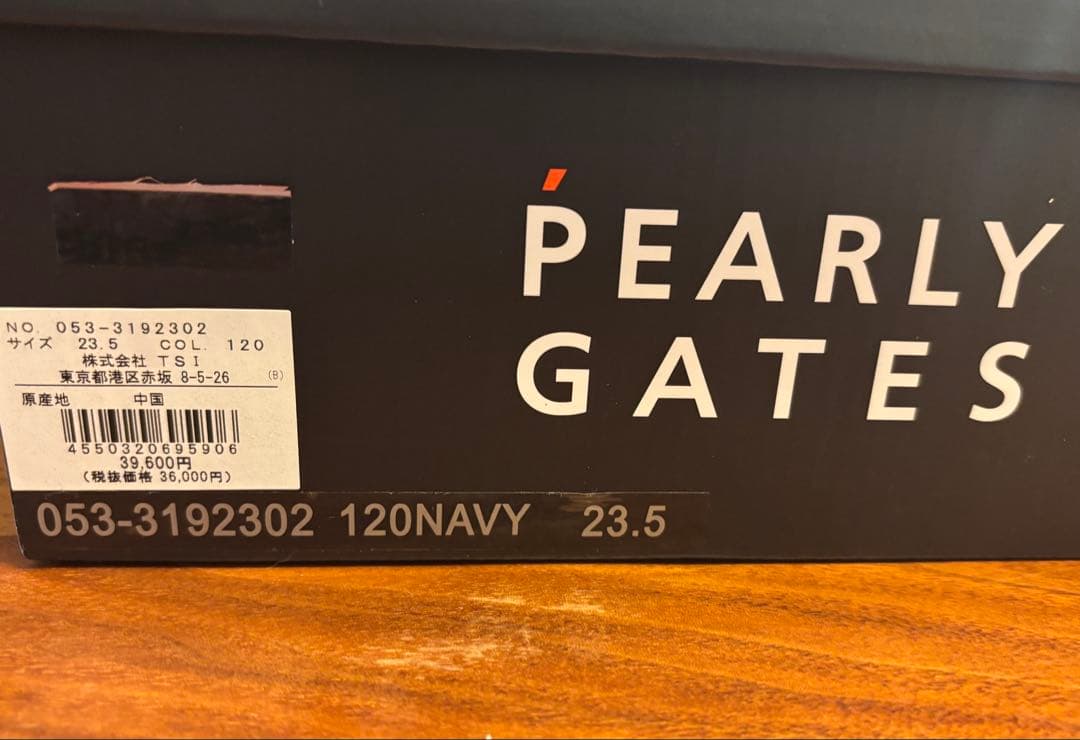 PEARLY
GATES
NO. 053-3192302
サイズ 23.5 COL. 120
株式会社 TSI
東京都港区赤坂 8-5-26 (B)
原産地 中国
4550320695906
39,600円
(税抜価格 36,000円)
053-3192302 120NAVY 23.5